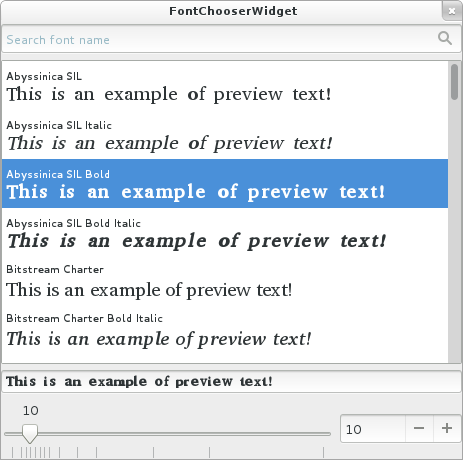 FontChooserWidget
Search font name
Abyssinica SIL
This is an example of preview text!
Abyssinica SIL Italic
This is an example of preview text!
Abyssinica SIL Bold
This is an example of preview text!
Abyssinica SIL Bold Italic
This is an example of preview text!
Bitstream Charter
This is an example of preview text!
Bitstream Charter Bold Italic
This is an example of preview text!
This is an example of preview text!
10
10